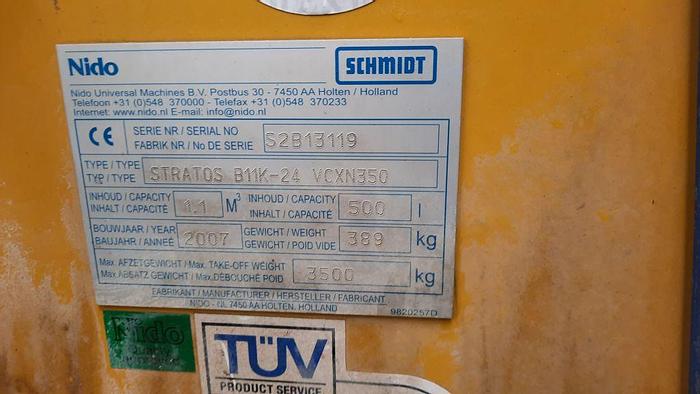 Nido
SCHMIDT
Nido Universal Machines B.V. Postbus 30 - 7450 AA Holten / Holland
Telefoon +31 (0)548 370000 - Telefax +31 (0)548 370233
Internet: www.nido.nl E-mail: info@nido.nl
CE
SERIE NR / SERIAL NO
FABRIK NR / No DE SERIE
S2B13119
TYPE / TYPE
TYP / TYPE
STRATOS B11K-24 VCXN350
INHOUD / CAPACITY
INHALT / CAPACITÉ
1.1 M³
INHOUD / CAPACITY
INHALT / CAPACITÉ
500 l
BOUWJAAR / YEAR
BAUJAHR / ANNEÉ
2007
GEWICHT / WEIGHT
GEWICHT / POID VIDE
389 kg
Max. AFZETGEWICHT / Max. TAKE-OFF WEIGHT
Max. ABSATZ GEWICHT / Max. DÉBOUCHÉ POID
3500 kg
FABRIKANT / MANUFACTURER / HERSTELLER / FABRICANT
NIDO - NL 7450 AA HOLTEN, HOLLAND
9820257D
Nido
TÜV
PRODUCT SERVICE